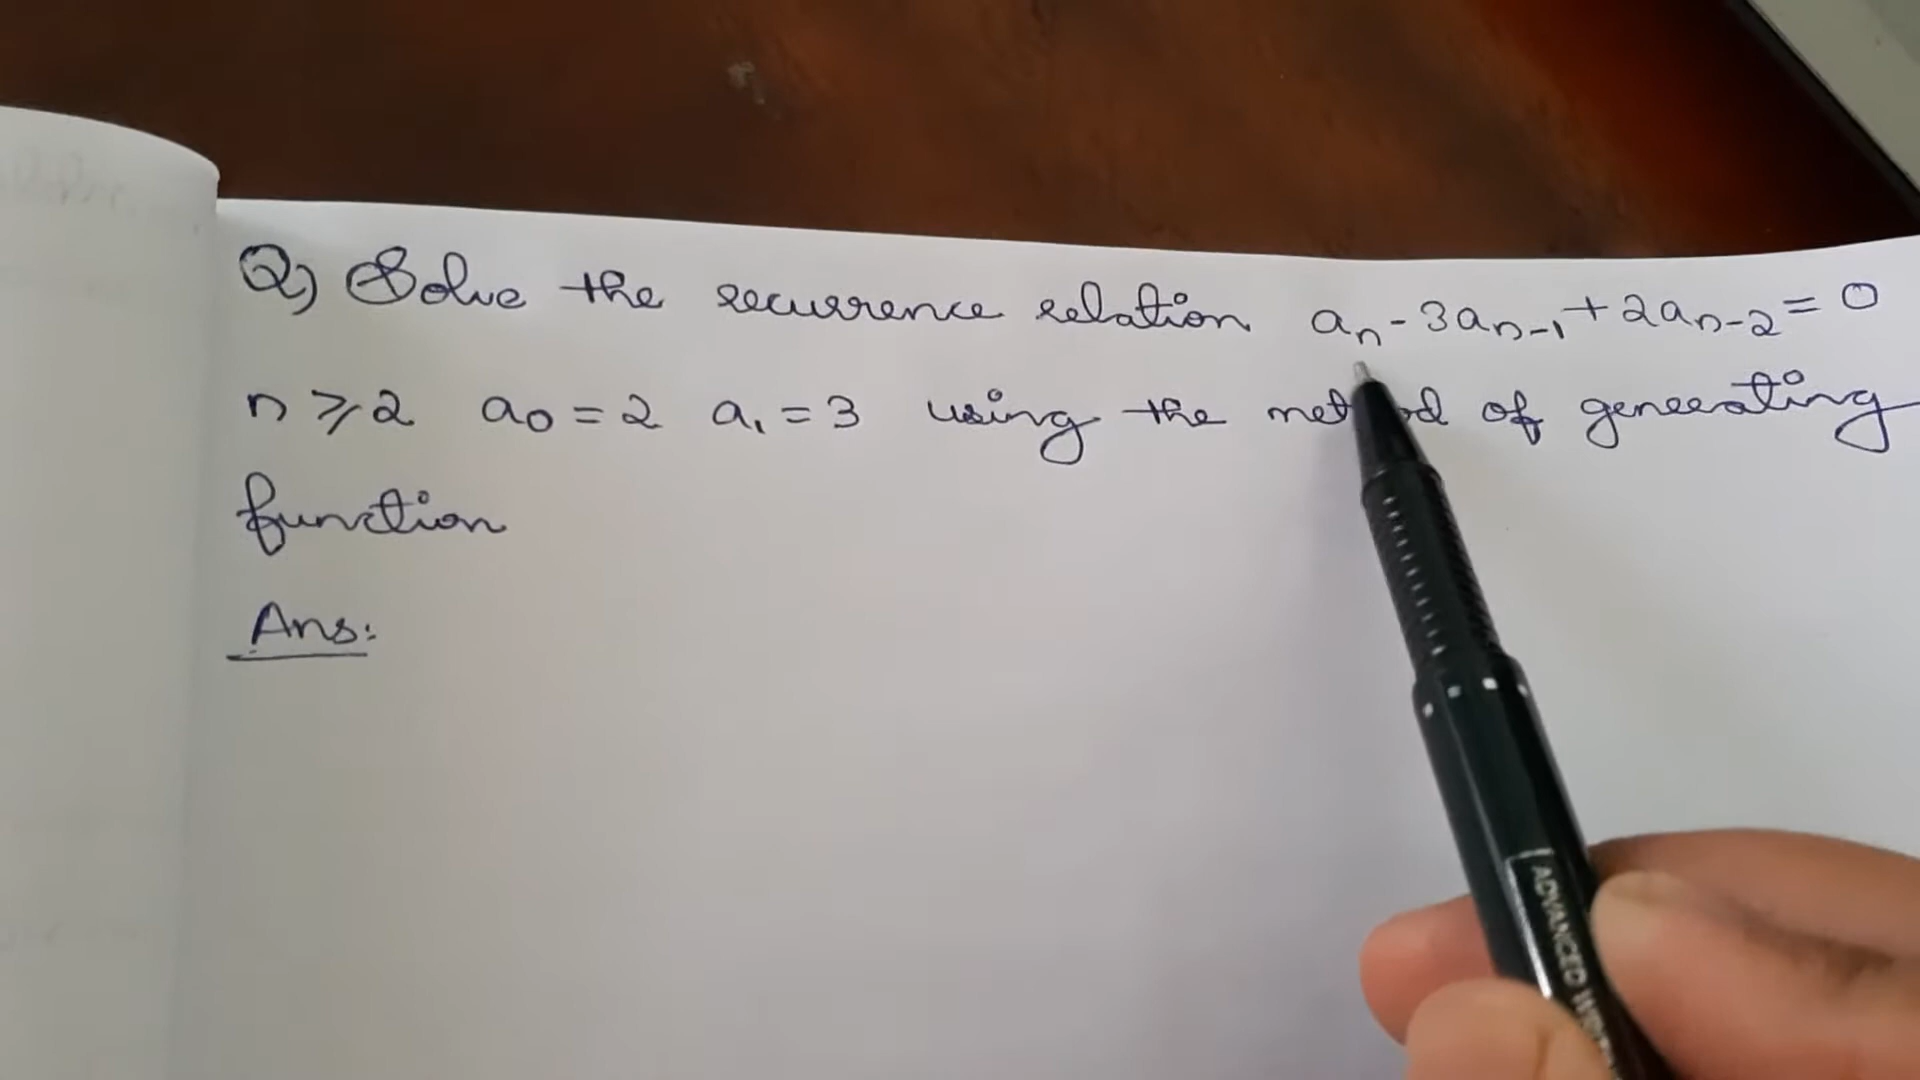 Q) Solve the recurrence relation aₙ - 3aₙ₋₁ + 2aₙ₋₂ = 0
n ≥ 2 a₀ = 2 a₁ = 3 using the method of generating
function
Ans:
ADVANCED